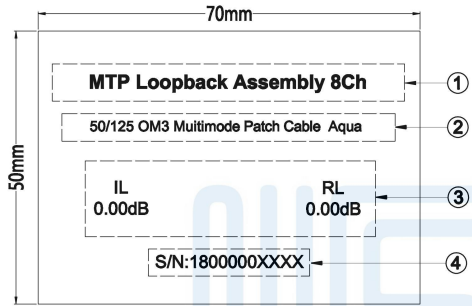 70mm
50mm
MTP Loopback Assembly 8Ch
①
50/125 OM3 Multimode Patch Cable Aqua
②
IL RL
0.00dB 0.00dB
③
S/N:1800000XXXX
④